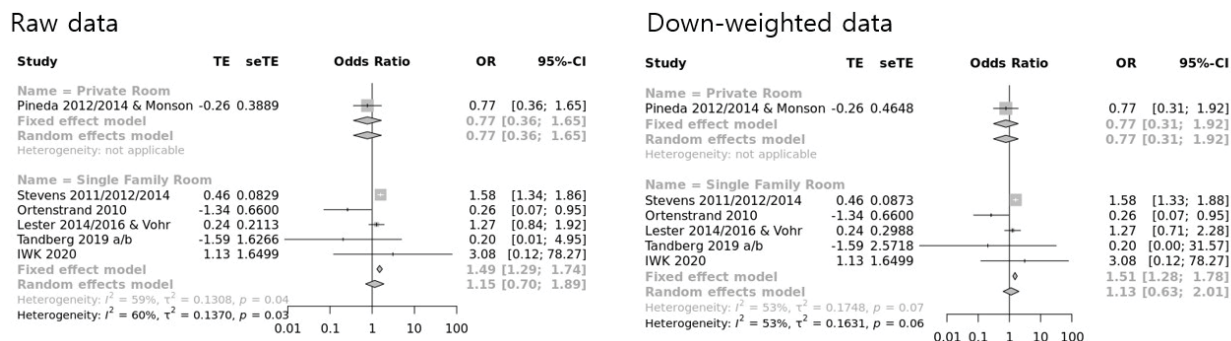 Raw data
Study TE seTE Odds Ratio OR 95%-CI
Name = Private Room
Pineda 2012/2014 & Monson -0.26 0.3889 0.77 [0.36; 1.65]
Fixed effect model 0.77 [0.36; 1.65]
Random effects model 0.77 [0.36; 1.65]
Heterogeneity: not applicable
Name = Single Family Room
Stevens 2011/2012/2014 0.46 0.0829 1.58 [1.34; 1.86]
Ortenstrand 2010 -1.34 0.6600 0.26 [0.07; 0.95]
Lester 2014/2016 & Vohr 0.24 0.2113 1.27 [0.84; 1.92]
Tandberg 2019 a/b -1.59 1.6266 0.20 [0.01; 4.95]
IWK 2020 1.13 1.6499 3.08 [0.12; 78.27]
Fixed effect model 1.49 [1.29; 1.74]
Random effects model 1.15 [0.70; 1.89]
Heterogeneity: I² = 59%, τ² = 0.1308, p = 0.04
Heterogeneity: I² = 60%, τ² = 0.1370, p = 0.03
0.01 0.1 1 10 100
Down-weighted data
Study TE seTE Odds Ratio OR 95%-CI
Name = Private Room
Pineda 2012/2014 & Monson -0.26 0.4648 0.77 [0.31; 1.92]
Fixed effect model 0.77 [0.31; 1.92]
Random effects model 0.77 [0.31; 1.92]
Heterogeneity: not applicable
Name = Single Family Room
Stevens 2011/2012/2014 0.46 0.0873 1.58 [1.33; 1.88]
Ortenstrand 2010 -1.34 0.6600 0.26 [0.07; 0.95]
Lester 2014/2016 & Vohr 0.24 0.2988 1.27 [0.71; 2.28]
Tandberg 2019 a/b -1.59 2.5718 0.20 [0.00; 31.57]
IWK 2020 1.13 1.6499 3.08 [0.12; 78.27]
Fixed effect model 1.51 [1.28; 1.78]
Random effects model 1.13 [0.63; 2.01]
Heterogeneity: I² = 53%, τ² = 0.1748, p = 0.07
Heterogeneity: I² = 53%, τ² = 0.1631, p = 0.06
0.01 0.1 1 10 100